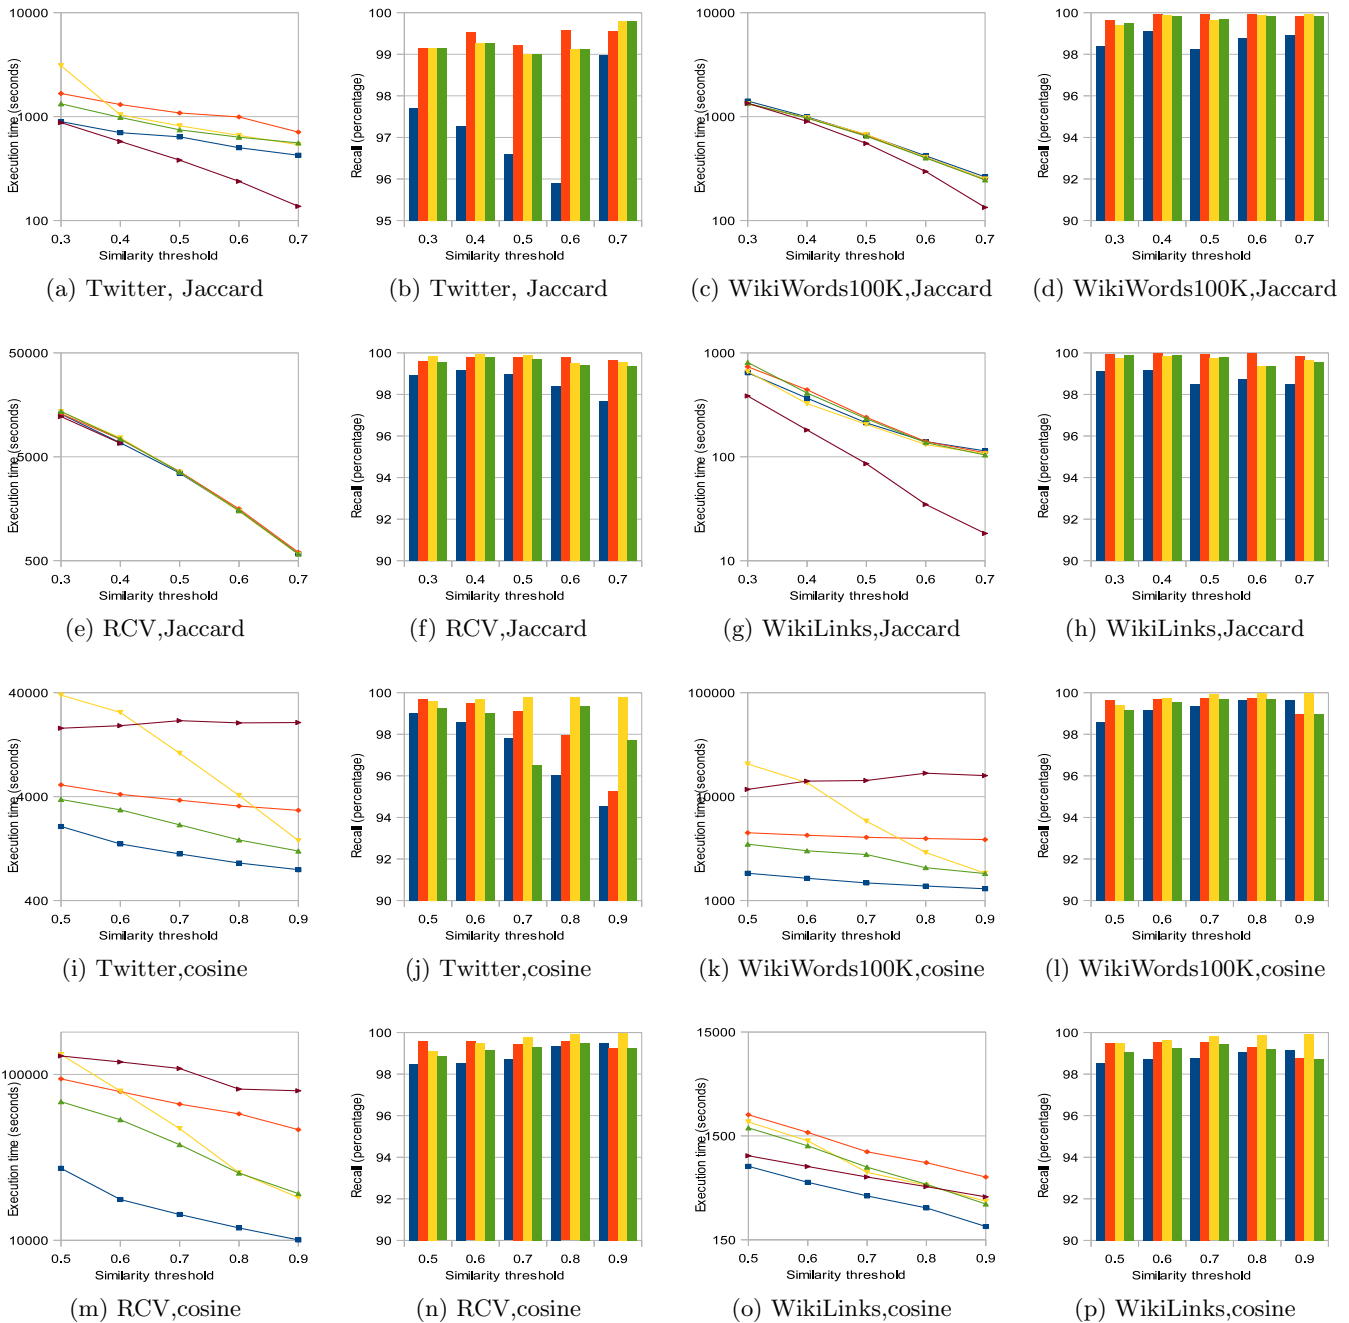 10000
1000
100
Execution time (seconds)
0.3 0.4 0.5 0.6 0.7
Similarity threshold
(a) Twitter, Jaccard
100
99
98
97
96
95
Recall (percentage)
0.3 0.4 0.5 0.6 0.7
Similarity threshold
(b) Twitter, Jaccard
10000
1000
100
Execution time (seconds)
0.3 0.4 0.5 0.6 0.7
Similarity threshold
(c) WikiWords100K,Jaccard
100
98
96
94
92
90
Recall (percentage)
0.3 0.4 0.5 0.6 0.7
Similarity threshold
(d) WikiWords100K,Jaccard
50000
5000
500
Execution time (seconds)
0.3 0.4 0.5 0.6 0.7
Similarity threshold
(e) RCV,Jaccard
100
98
96
94
92
90
Recall (percentage)
0.3 0.4 0.5 0.6 0.7
Similarity threshold
(f) RCV,Jaccard
1000
100
10
Execution time (seconds)
0.3 0.4 0.5 0.6 0.7
Similarity threshold
(g) WikiLinks,Jaccard
100
98
96
94
92
90
Recall (percentage)
0.3 0.4 0.5 0.6 0.7
Similarity threshold
(h) WikiLinks,Jaccard
40000
4000
400
Execution time (seconds)
0.5 0.6 0.7 0.8 0.9
Similarity threshold
(i) Twitter,cosine
100
98
96
94
92
90
Recall (percentage)
0.5 0.6 0.7 0.8 0.9
Similarity threshold
(j) Twitter,cosine
100000
10000
1000
Execution time (seconds)
0.5 0.6 0.7 0.8 0.9
Similarity threshold
(k) WikiWords100K,cosine
100
98
96
94
92
90
Recall (percentage)
0.5 0.6 0.7 0.8 0.9
Similarity threshold
(l) WikiWords100K,cosine
100000
10000
Execution time (seconds)
0.5 0.6 0.7 0.8 0.9
Similarity threshold
(m) RCV,cosine
100
98
96
94
92
90
Recall (percentage)
0.5 0.6 0.7 0.8 0.9
Similarity threshold
(n) RCV,cosine
15000
1500
150
Execution time (seconds)
0.5 0.6 0.7 0.8 0.9
Similarity threshold
(o) WikiLinks,cosine
100
98
96
94
92
90
Recall (percentage)
0.5 0.6 0.7 0.8 0.9
Similarity threshold
(p) WikiLinks,cosine